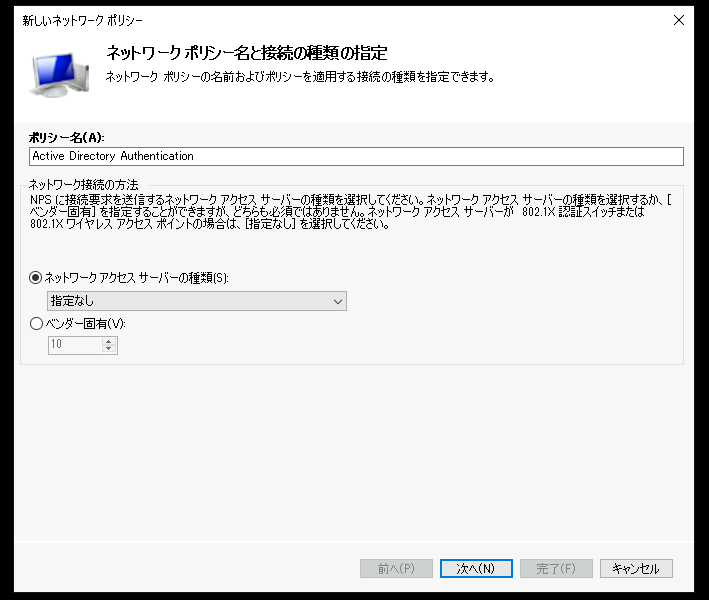 新しいネットワーク ポリシー
ネットワーク ポリシー名と接続の種類の指定
ネットワーク ポリシーの名前およびポリシーを適用する接続の種類を指定できます。
ポリシー名(A):
Active Directory Authentication
ネットワーク接続の方法
NPS に接続要求を送信するネットワーク アクセス サーバーの種類を選択してください。ネットワーク アクセス サーバーの種類を選択するか、[
ベンダー固有] を指定することができますが、どちらも必須ではありません。ネットワーク アクセス サーバーが 802.1X 認証スイッチまたは
802.1X ワイヤレス アクセス ポイントの場合は、[指定なし] を選択してください。
ネットワーク アクセス サーバーの種類(S):
指定なし
ベンダー固有(V):
10
前へ(P)
次へ(N)
完了(F)
キャンセル